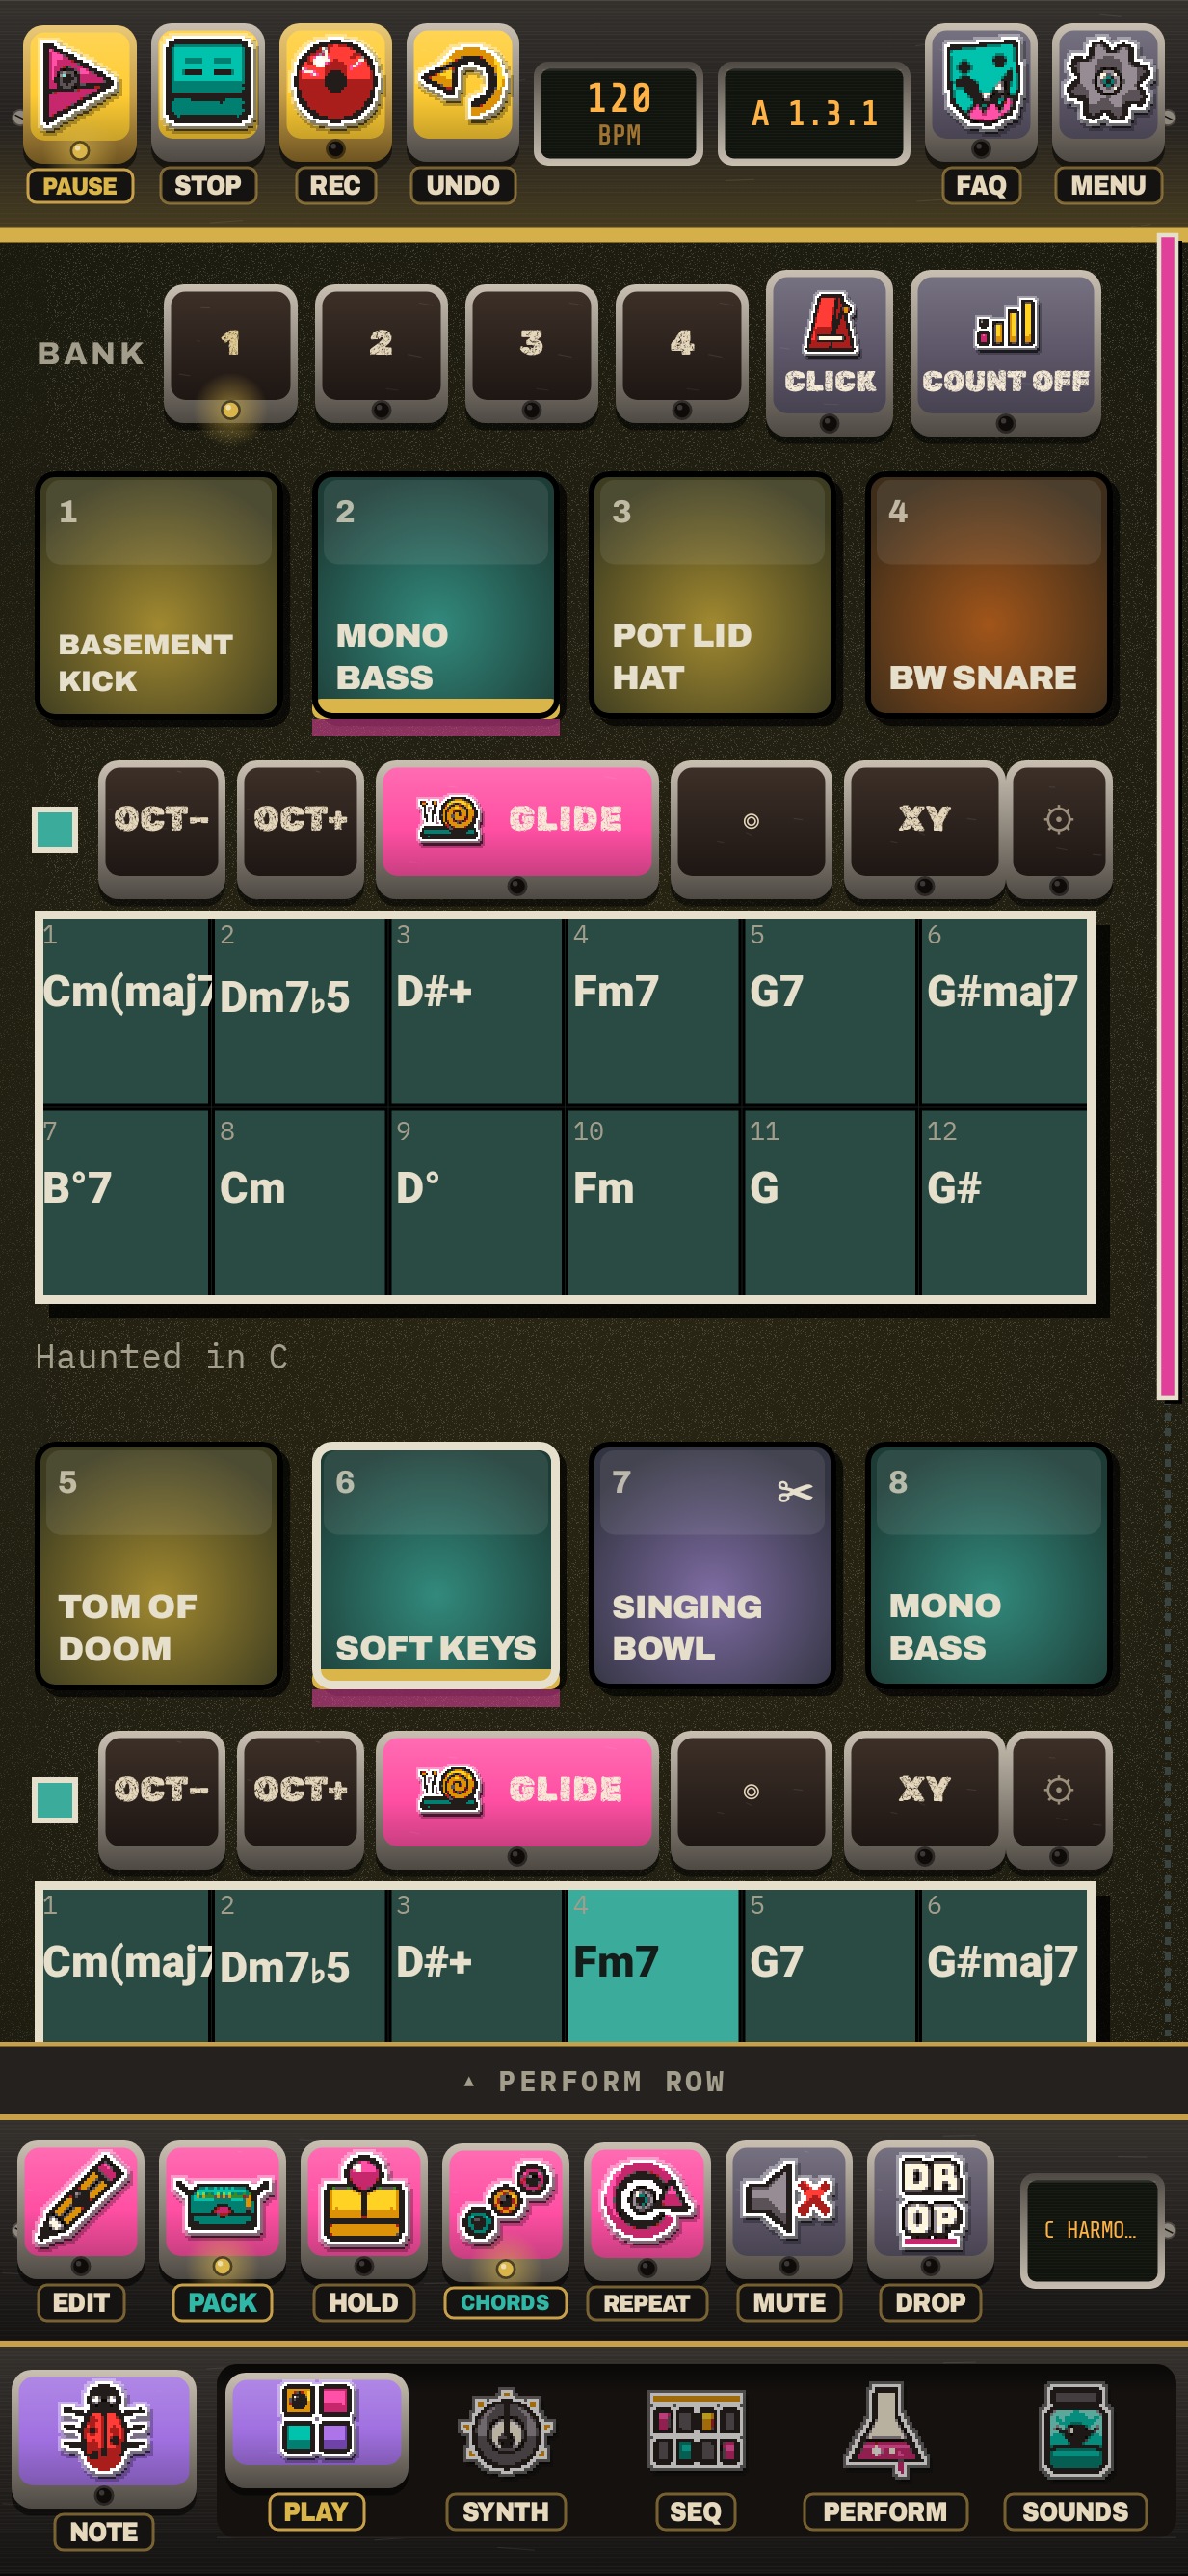 120
BPM
A 1.3.1
PAUSE STOP REC UNDO FAQ MENU
BANK 1 2 3 4 CLICK COUNT OFF
1 2 3 4
BASEMENT
KICK
MONO
BASS
POT LID
HAT
BW SNARE
OCT- OCT+ GLIDE XY
1 2 3 4 5 6
Cm(maj7 Dm7♭5 D#+ Fm7 G7 G#maj7
7 8 9 10 11 12
B°7 Cm D° Fm G G#
Haunted in C
5 6 7 8
TOM OF
DOOM
SOFT KEYS
SINGING
BOWL
MONO
BASS
OCT- OCT+ GLIDE XY
1 2 3 4 5 6
Cm(maj7 Dm7♭5 D#+ Fm7 G7 G#maj7
▲ PERFORM ROW
DR
OP
C HARMO…
EDIT PACK HOLD CHORDS REPEAT MUTE DROP
NOTE PLAY SYNTH SEQ PERFORM SOUNDS